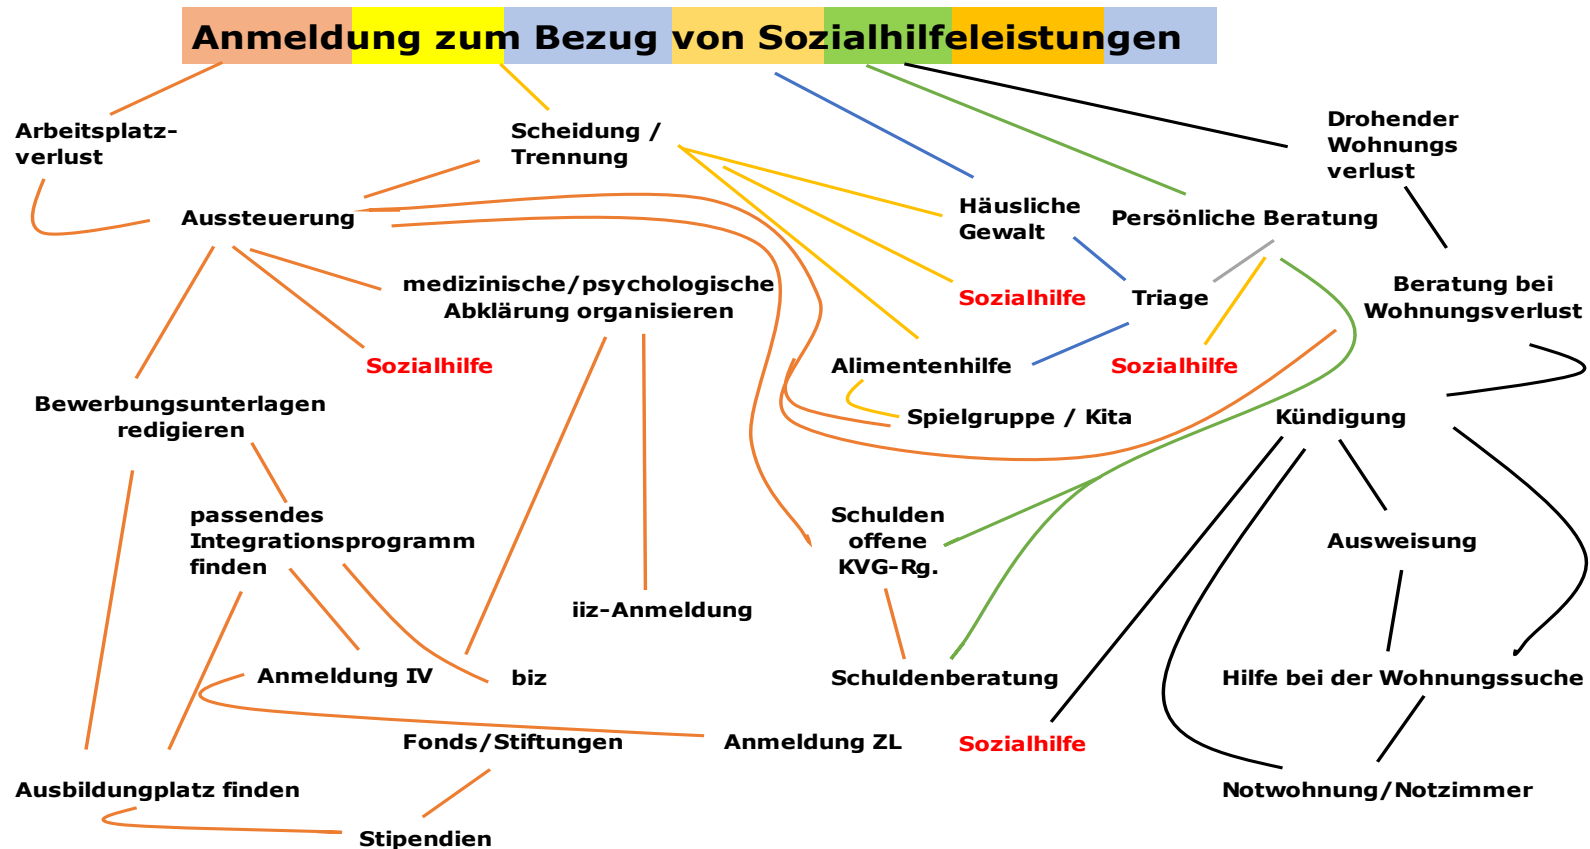 Anmeldung zum Bezug von Sozialhilfeleistungen
Arbeitsplatz-
verlust
Scheidung /
Trennung
Drohender
Wohnungs
verlust
Aussteuerung
Häusliche
Gewalt
Persönliche Beratung
medizinische/psychologische
Abklärung organisieren
Sozialhilfe
Triage
Beratung bei
Wohnungsverlust
Sozialhilfe
Alimentenhilfe
Sozialhilfe
Bewerbungsunterlagen
redigieren
Spielgruppe / Kita
Kündigung
passendes
Integrationsprogramm
finden
Schulden
offene
KVG-Rg.
Ausweisung
iiz-Anmeldung
Anmeldung IV
biz
Schuldenberatung
Hilfe bei der Wohnungssuche
Fonds/Stiftungen
Anmeldung ZL
Sozialhilfe
Ausbildungplatz finden
Notwohnung/Notzimmer
Stipendien